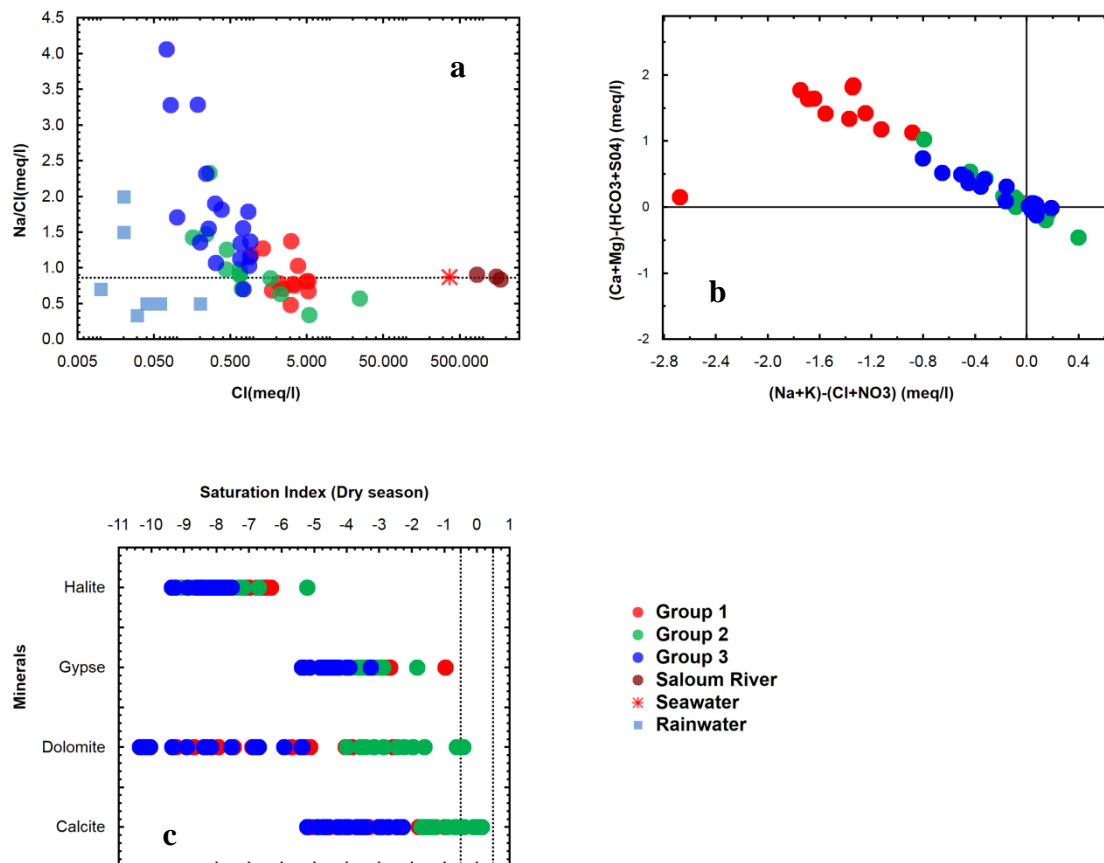 4.5
4.0
3.5
3.0
2.5
2.0
1.5
1.0
0.5
0.0
Na/Cl(meq/l)
a
0.005
0.050
0.500
5.000
50.000
500.000
Cl(meq/l)
2
1
0
-1
-2
(Ca+Mg)-(HCO3+S04) (meq/l)
b
-2.8
-2.4
-2.0
-1.6
-1.2
-0.8
-0.4
0.0
0.4
(Na+K)-(Cl+NO3) (meq/l)
Saturation Index (Dry season)
-11 -10 -9 -8 -7 -6 -5 -4 -3 -2 -1 0 1
Minerals
Halite
Gypse
Dolomite
Calcite
c
Group 1
Group 2
Group 3
Saloum River
Seawater
Rainwater